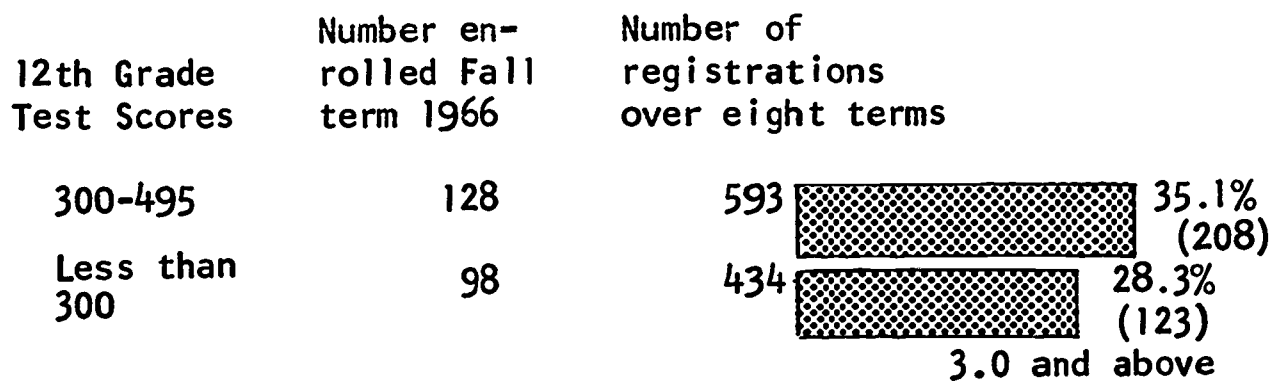 12th Grade
Test Scores
Number en-
rolled Fall
term 1966
Number of
registrations
over eight terms
300-495 128 593 35.1%
(208)
Less than
300 98 434 28.3%
(123)
3.0 and above